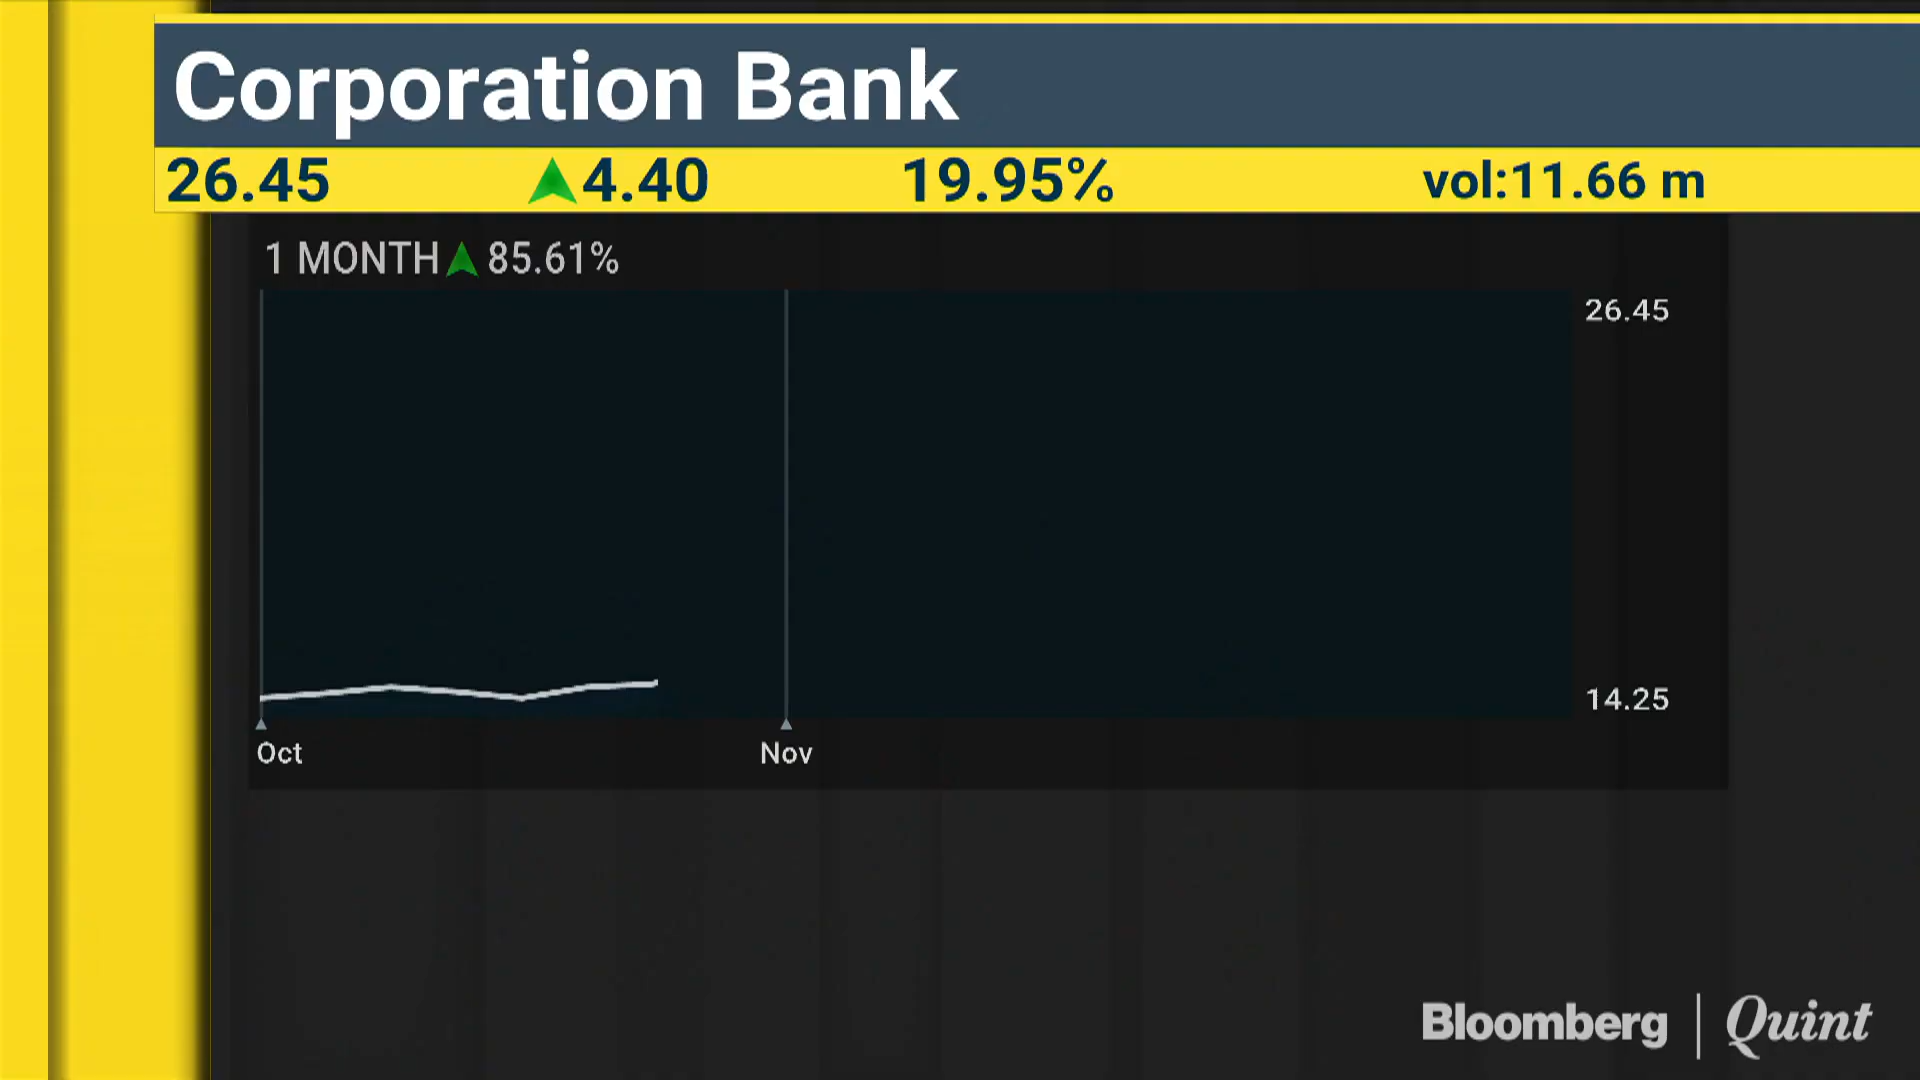 Corporation Bank
26.45 4.40 19.95% vol:11.66 m
1 MONTH 85.61%
26.45
14.25
Oct Nov
Bloomberg | Quint